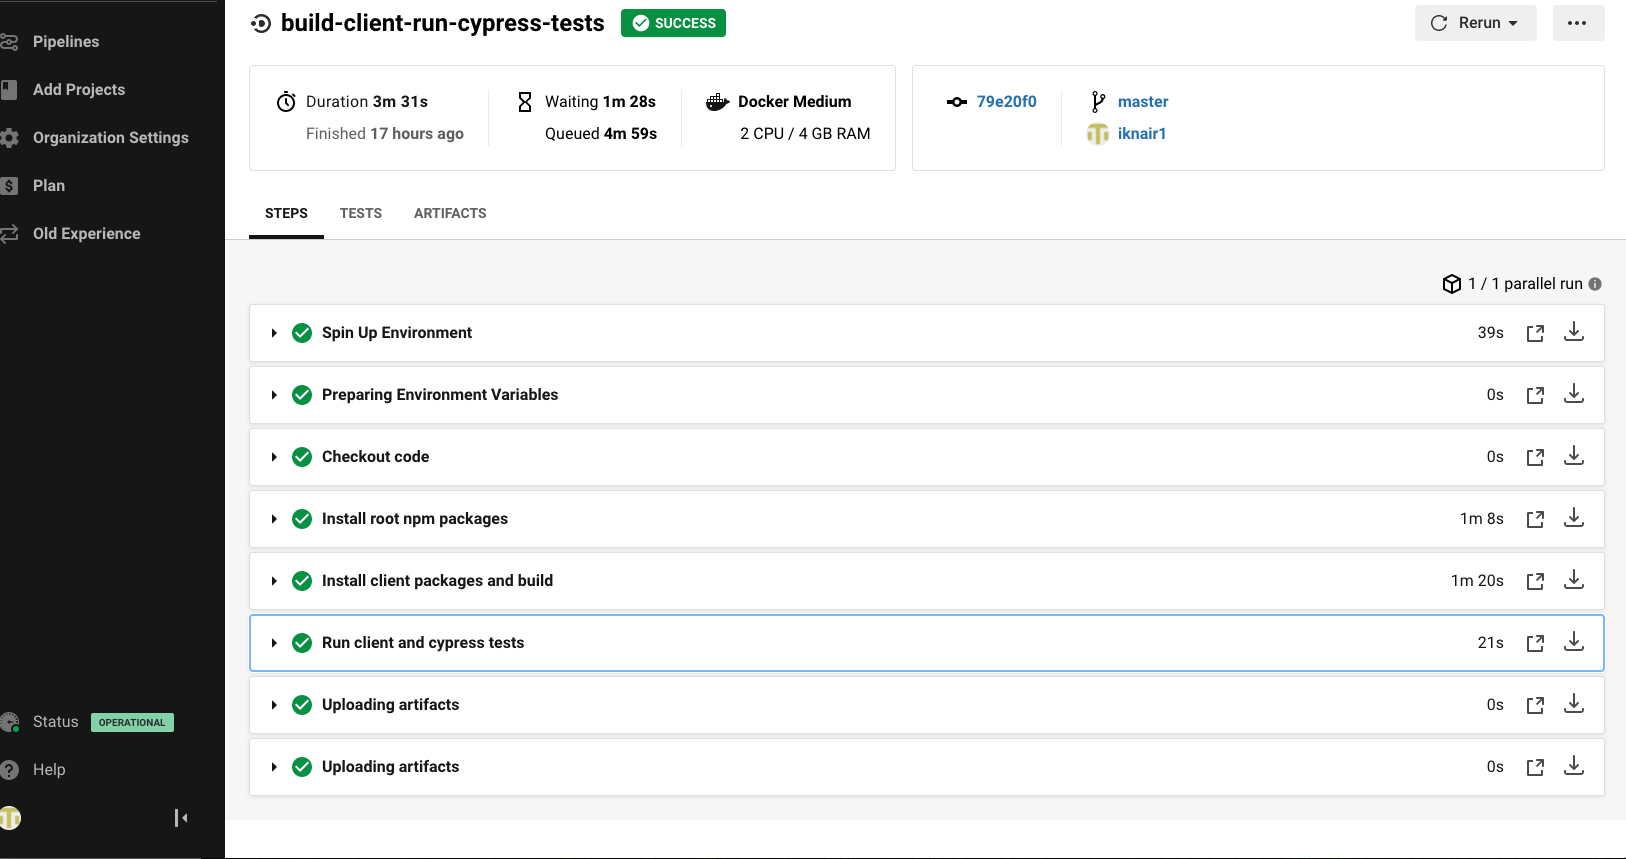 Pipelines
Add Projects
Organization Settings
Plan
Old Experience
Status OPERATIONAL
Help
build-client-run-cypress-tests SUCCESS
Rerun
Duration 3m 31s
Finished 17 hours ago
Waiting 1m 28s
Queued 4m 59s
Docker Medium
2 CPU / 4 GB RAM
79e20f0
master
iknair1
STEPS TESTS ARTIFACTS
1 / 1 parallel run
Spin Up Environment 39s
Preparing Environment Variables 0s
Checkout code 0s
Install root npm packages 1m 8s
Install client packages and build 1m 20s
Run client and cypress tests 21s
Uploading artifacts 0s
Uploading artifacts 0s